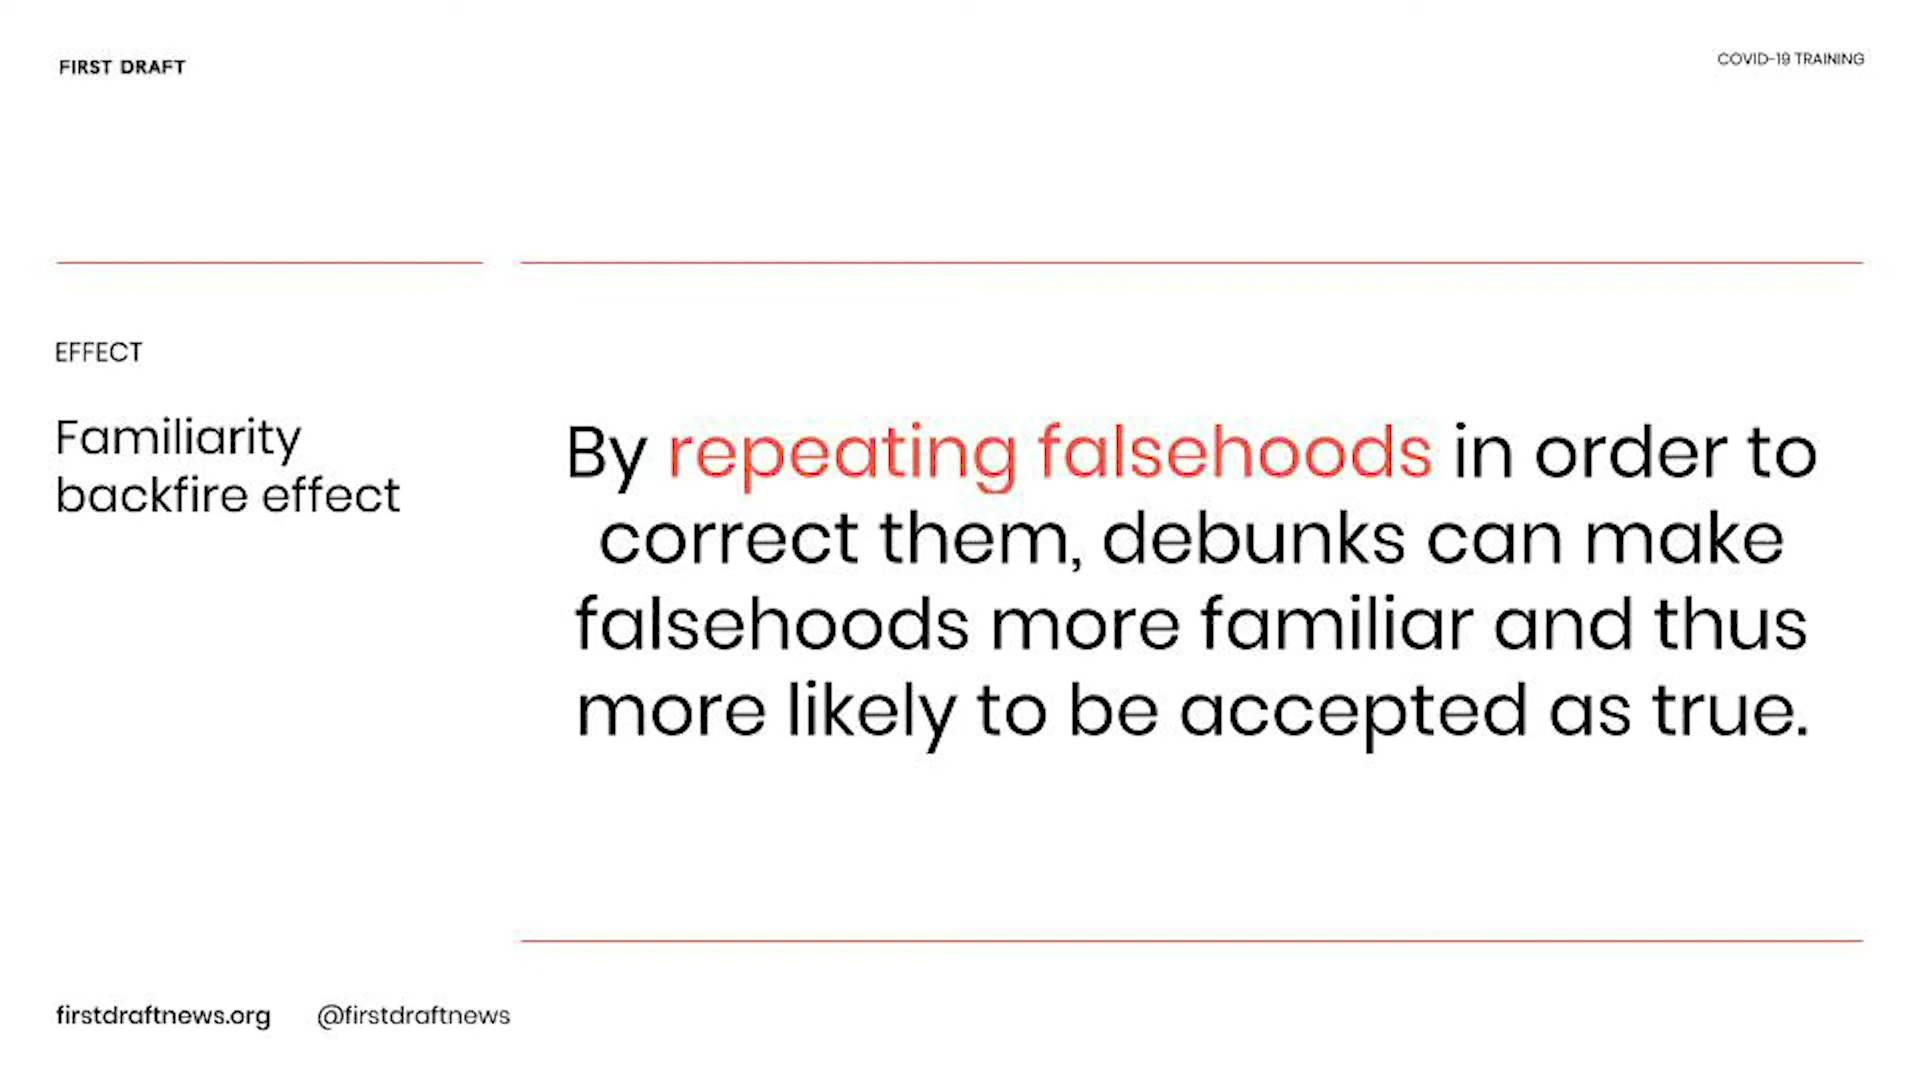 FIRST DRAFT
COVID-19 TRAINING
EFFECT
Familiarity
backfire effect
By repeating falsehoods in order to
correct them, debunks can make
falsehoods more familiar and thus
more likely to be accepted as true.
firstdraftnews.org
@firstdraftnews